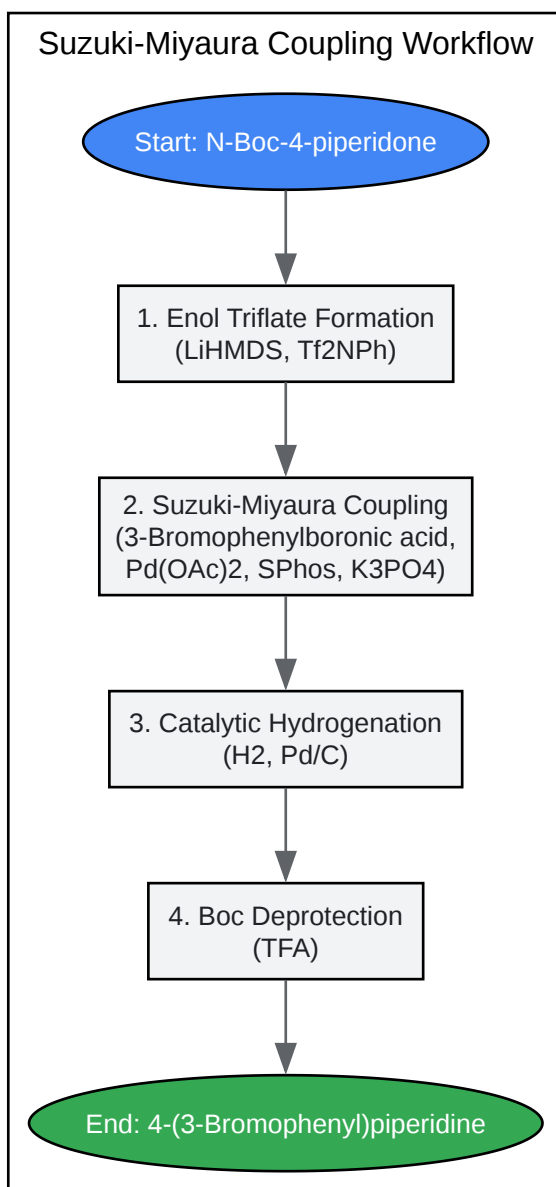 Suzuki-Miyaura Coupling Workflow
Start: N-Boc-4-piperidone
1. Enol Triflate Formation
(LiHMDS, Tf2NPh)
2. Suzuki-Miyaura Coupling
(3-Bromophenylboronic acid,
Pd(OAc)2, SPhos, K3PO4)
3. Catalytic Hydrogenation
(H2, Pd/C)
4. Boc Deprotection
(TFA)
End: 4-(3-Bromophenyl)piperidine